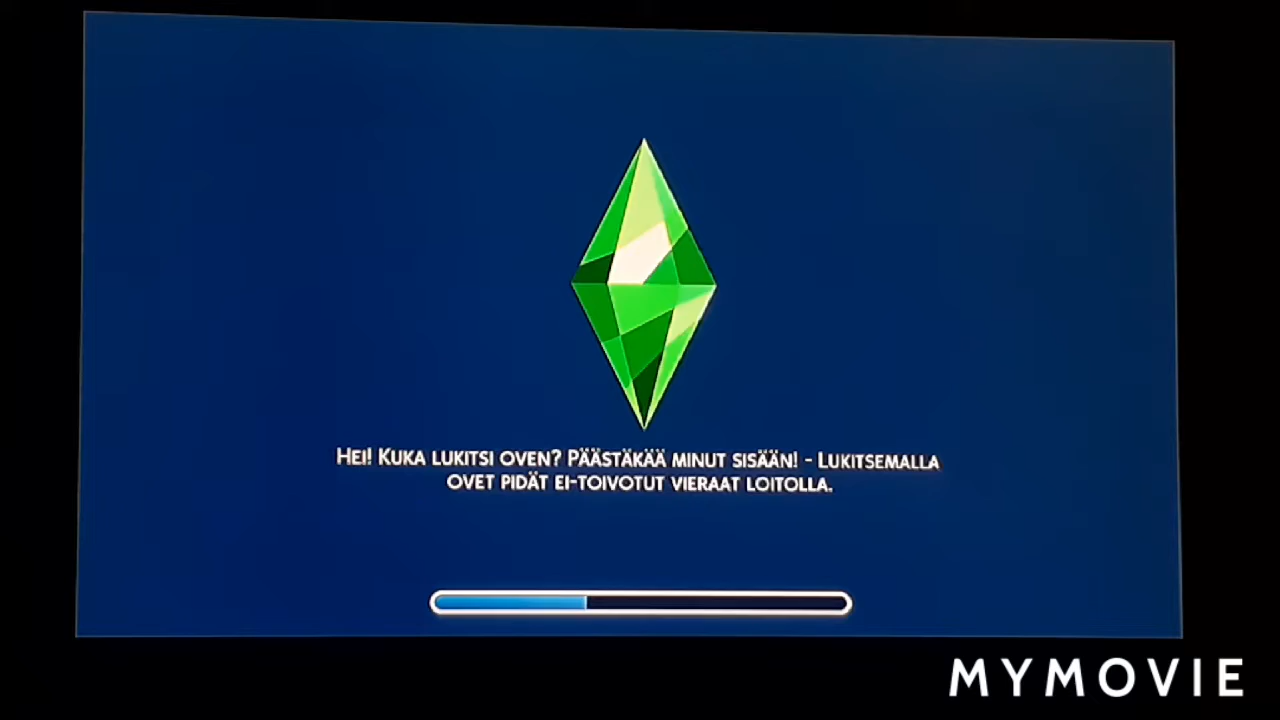 Hei! Kuka lukitsi oven? Päästäkää minut sisään! - Lukitsemalla
ovet pidät ei-toivotut vieraat loitolla.
MYMOVIE